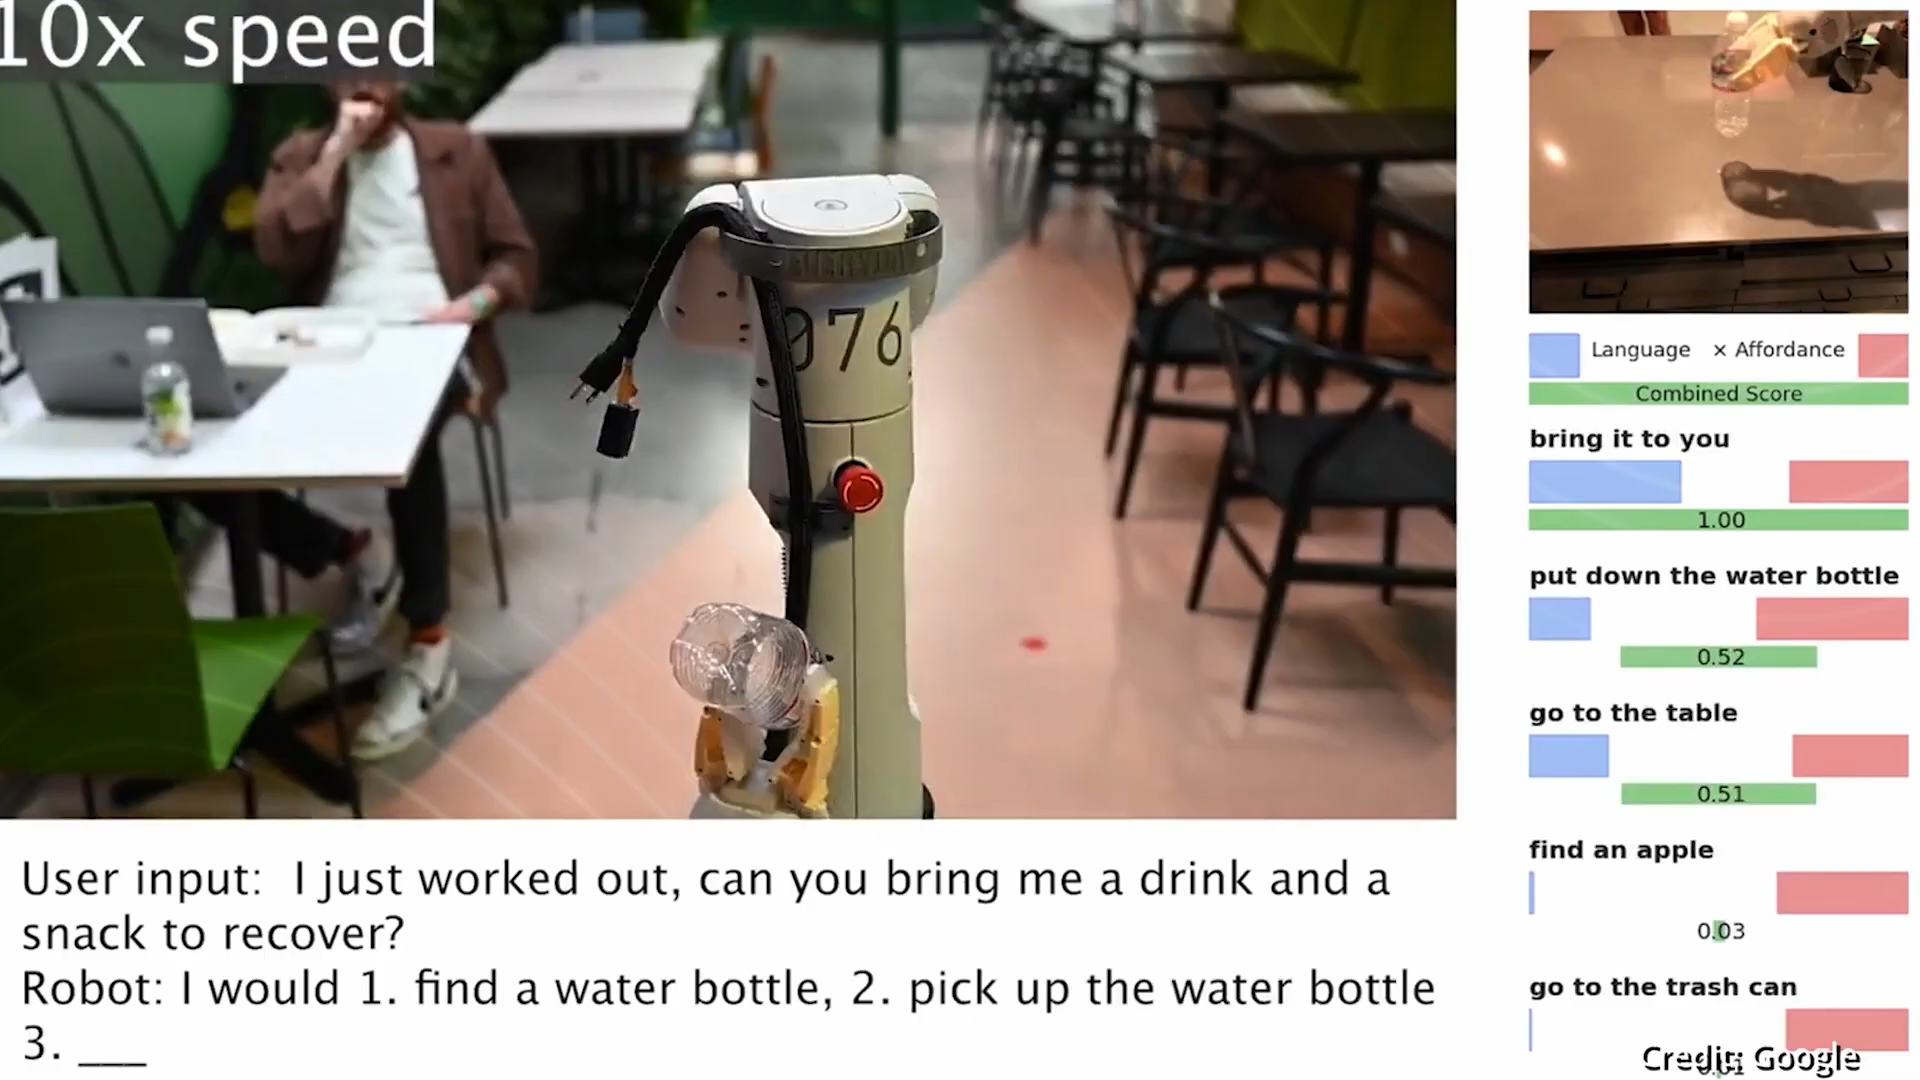 10x speed
076
Language × Affordance
Combined Score
bring it to you
1.00
put down the water bottle
0.52
go to the table
0.51
find an apple
0.03
go to the trash can
User input: I just worked out, can you bring me a drink and a
snack to recover?
Robot: I would 1. find a water bottle, 2. pick up the water bottle
3. ___
Credit: Google